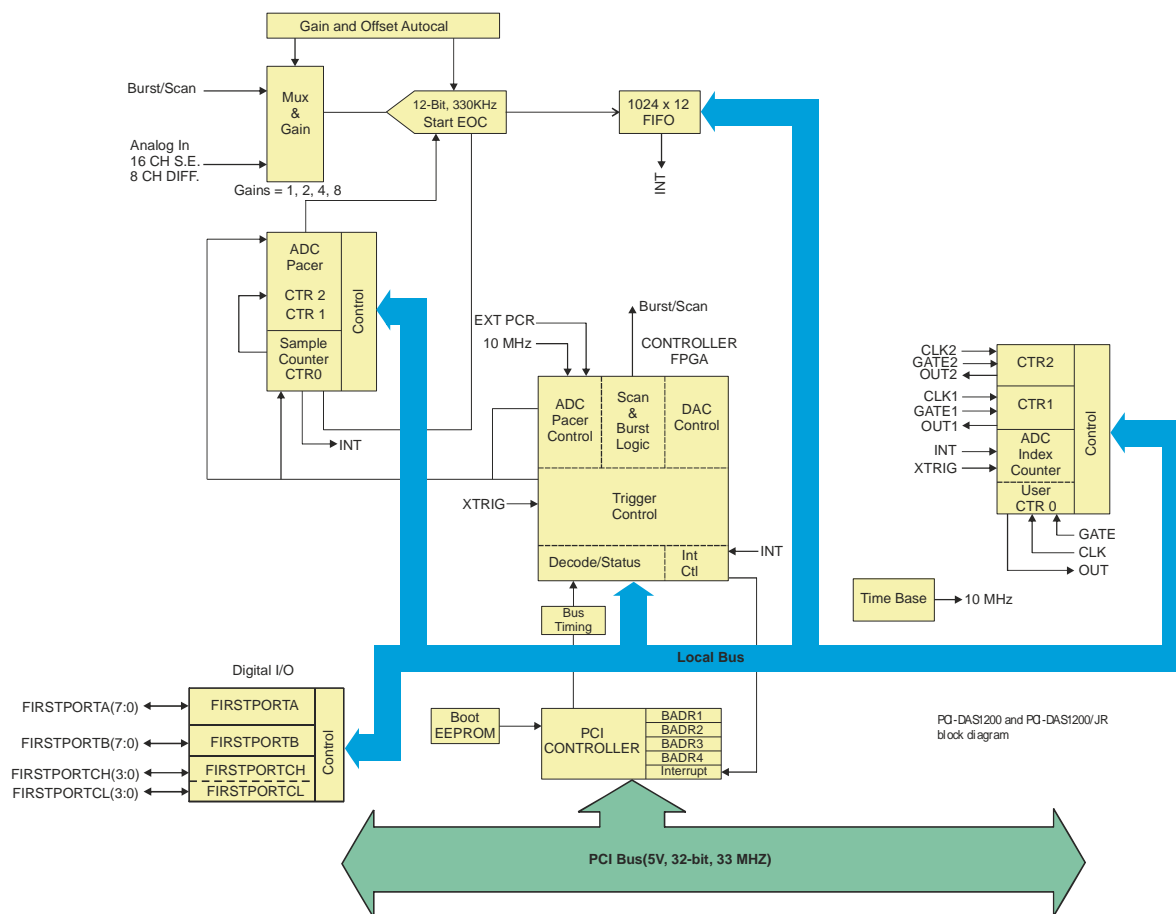 Gain and Offset Autocal
Burst/Scan
Mux
&
Gain
12-Bit, 330KHz
Start EOC
1024 x 12
FIFO
Analog In
16 CH S.E.
8 CH DIFF.
INT
Gains = 1, 2, 4, 8
ADC
Pacer
CTR 2
CTR 1
Control
Sample
Counter
CTR0
INT
Burst/Scan
EXT PCR
10 MHz
CONTROLLER
FPGA
ADC
Pacer
Control
Scan
&
Burst
Logic
DAC
Control
XTRIG
Trigger
Control
Decode/Status
Int
Ctl
INT
Bus
Timing
CLK2
GATE2
OUT2
CTR2
CLK1
GATE1
OUT1
CTR1
Control
INT
XTRIG
ADC
Index
Counter
User
CTR 0
GATE
CLK
OUT
Time Base
10 MHz
Local Bus
Digital I/O
FIRSTPORTA(7:0)
FIRSTPORTA
FIRSTPORTB(7:0)
FIRSTPORTB
FIRSTPORTCH(3:0)
FIRSTPORTCH
FIRSTPORTCL(3:0)
FIRSTPORTCL
Control
Boot
EEPROM
PCI
CONTROLLER
BADR1
BADR2
BADR3
BADR4
Interrupt
PCI-DAS1200 and PCI-DAS1200/JR
block diagram
PCI Bus(5V, 32-bit, 33 MHZ)